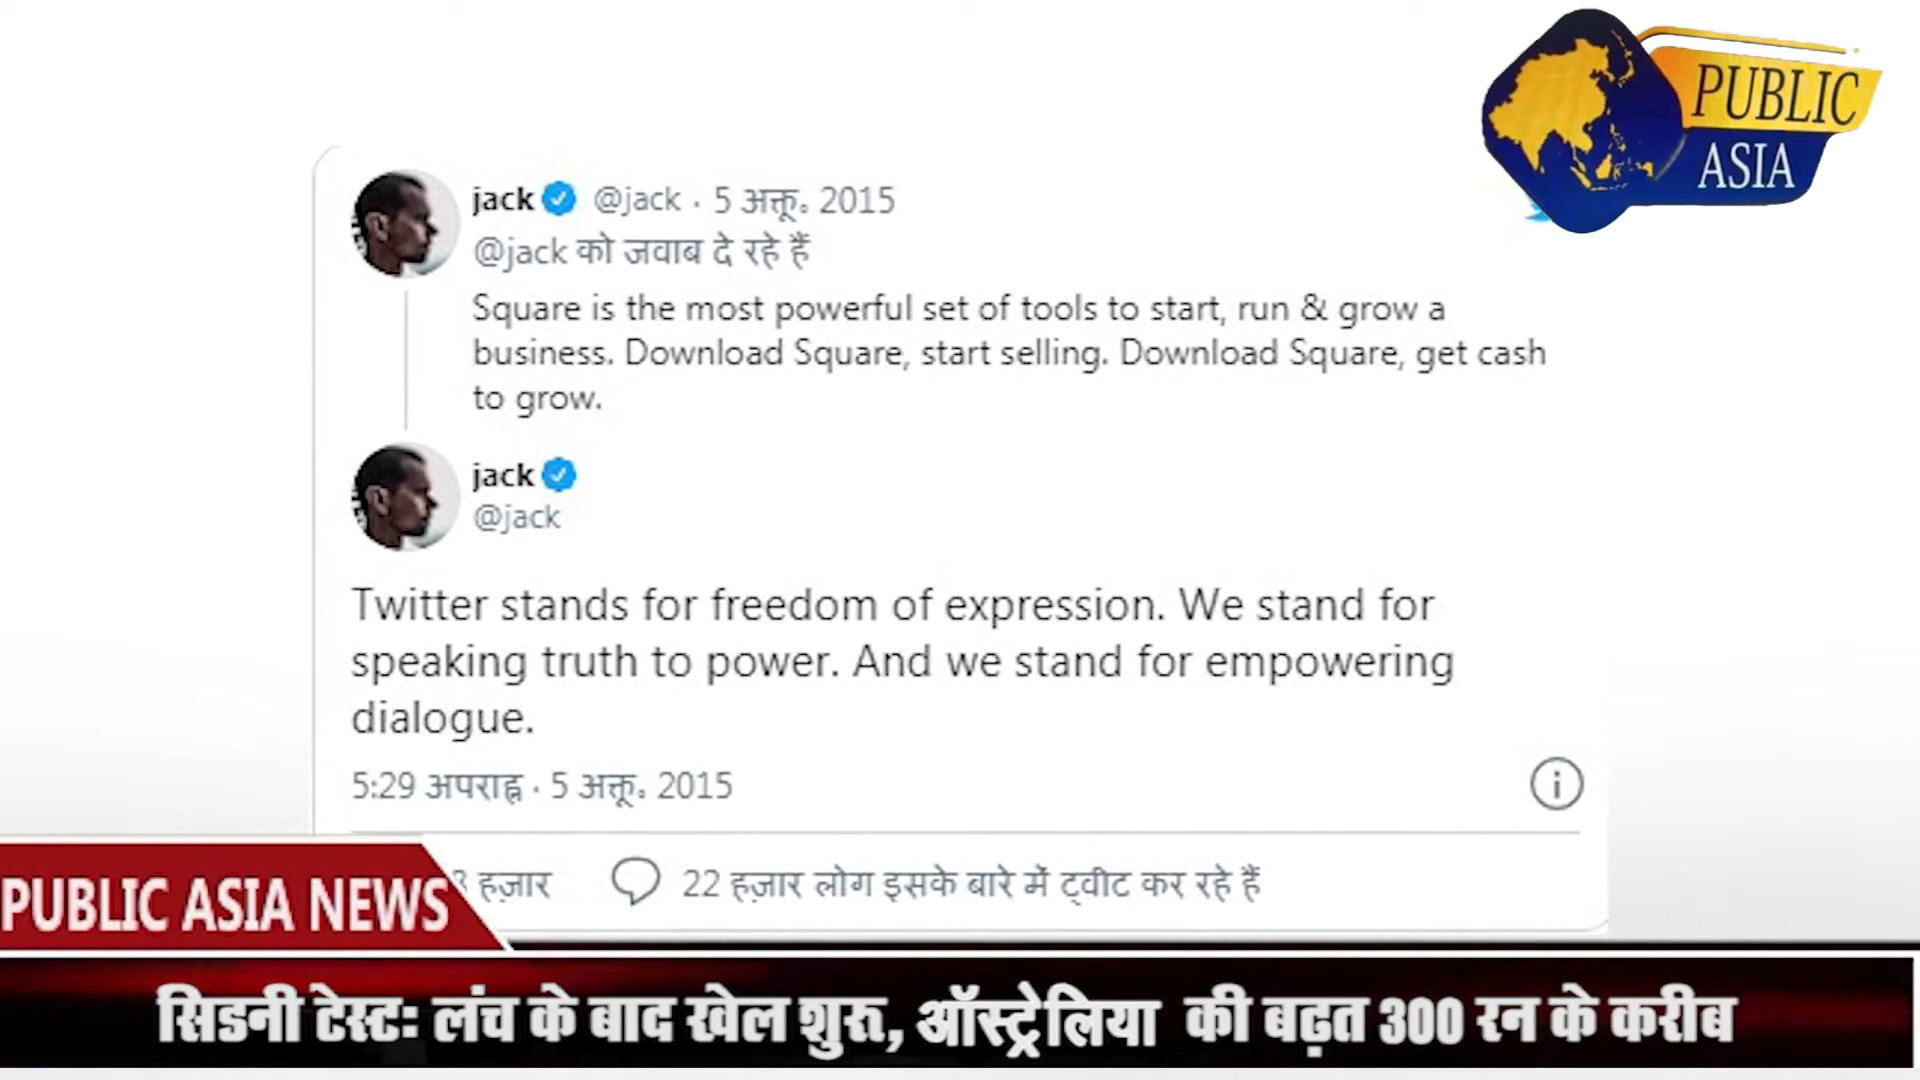 PUBLIC
ASIA
jack @jack · 5 अक्तू॰ 2015
@jack को जवाब दे रहे हैं
Square is the most powerful set of tools to start, run & grow a
business. Download Square, start selling. Download Square, get cash
to grow.
jack
@jack
Twitter stands for freedom of expression. We stand for
speaking truth to power. And we stand for empowering
dialogue.
5:29 अपराह्न · 5 अक्तू॰ 2015
हज़ार
22 हज़ार लोग इसके बारे में ट्वीट कर रहे हैं
PUBLIC ASIA NEWS
सिडनी टेस्ट: लंच के बाद खेल शुरू, ऑस्ट्रेलिया की बढ़त 300 रन के करीब